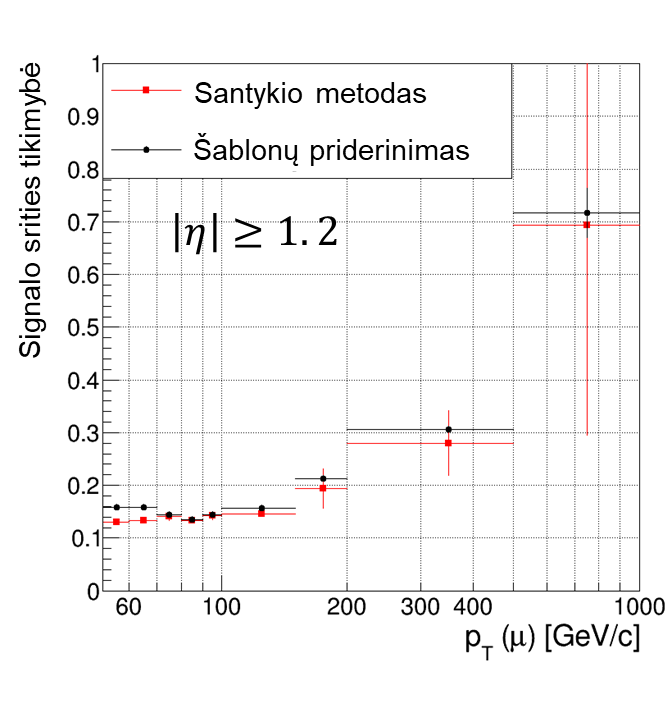 Signalo srities tikimybė
Santykio metodas
Šablonų priderinimas
|η| ≥ 1.2
1
0.9
0.8
0.7
0.6
0.5
0.4
0.3
0.2
0.1
0
60 100 200 300 400 1000
p_T (μ) [GeV/c]